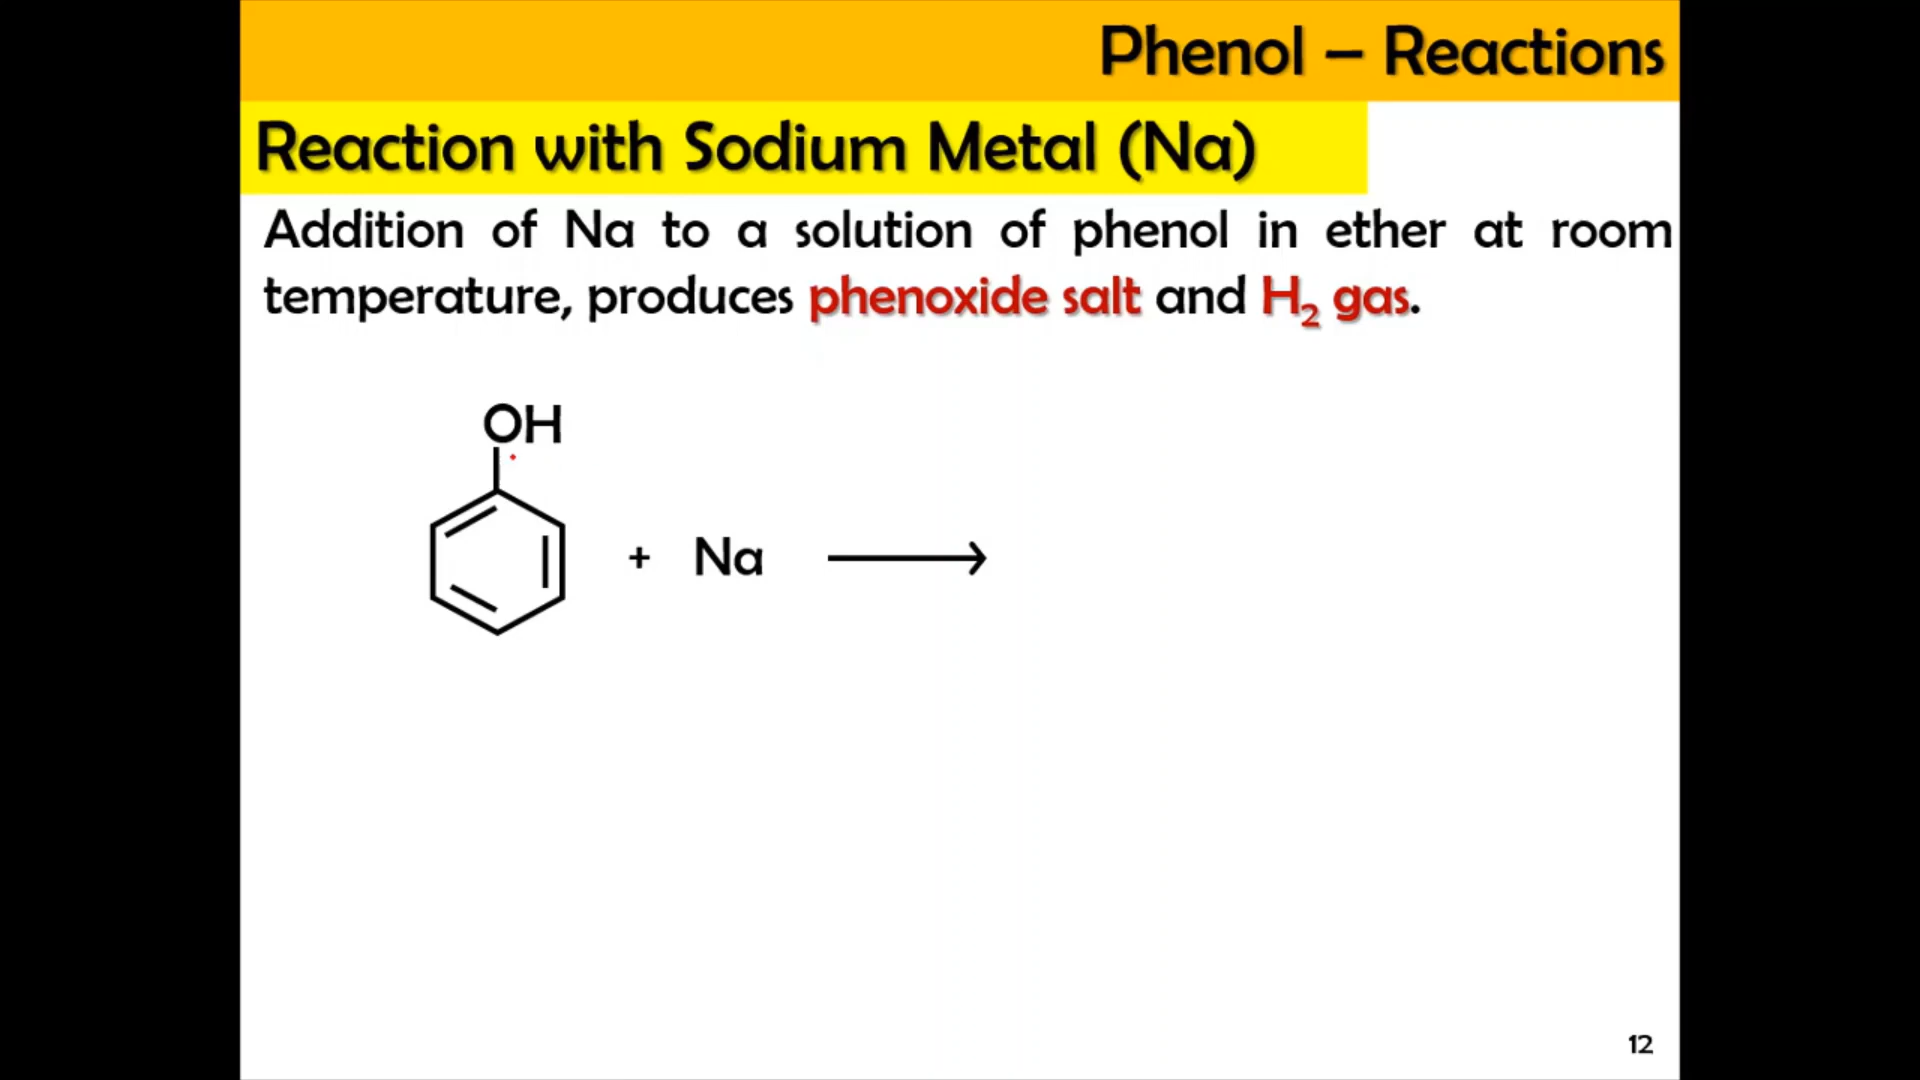 Phenol – Reactions
Reaction with Sodium Metal (Na)
Addition of Na to a solution of phenol in ether at room
temperature, produces phenoxide salt and H₂ gas.
OH
+ Na
12